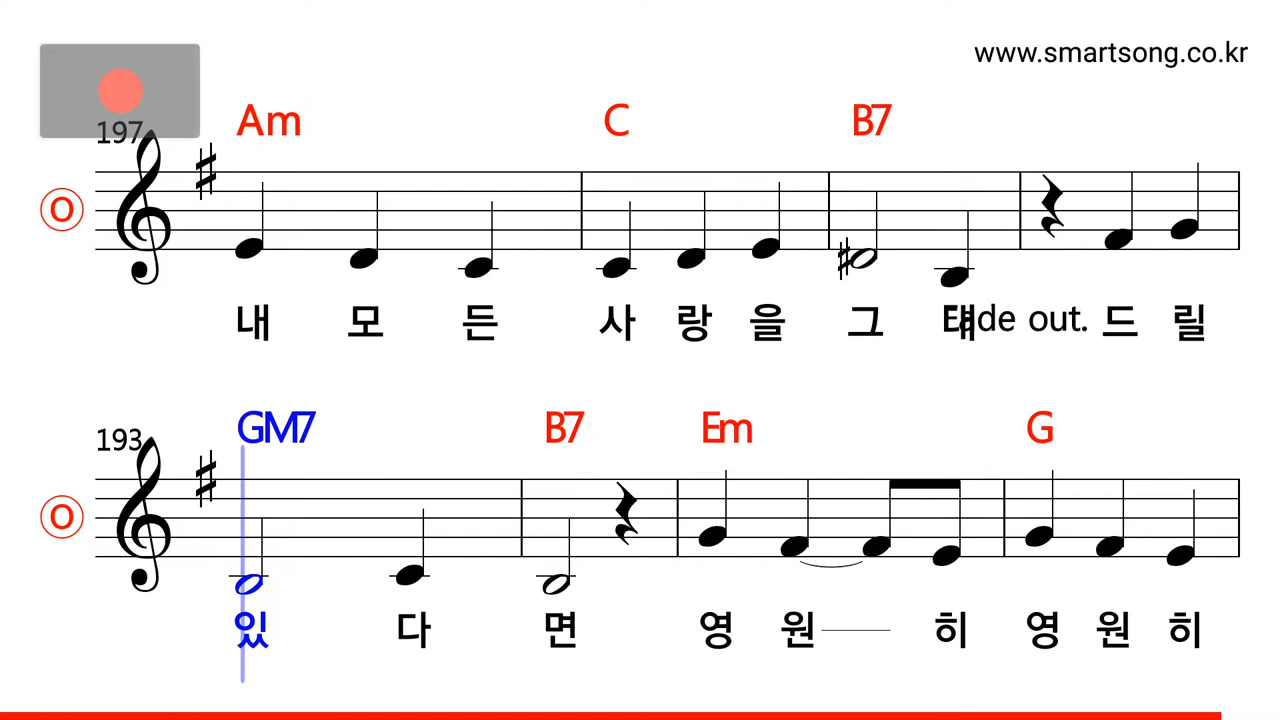 www.smartsong.co.kr
197 Am C B7
O
내 모 든 사 랑 을 그 대 드 릴
Fade out.
193 GM7 B7 Em G
O
있 다 면 영 원 히 영 원 히